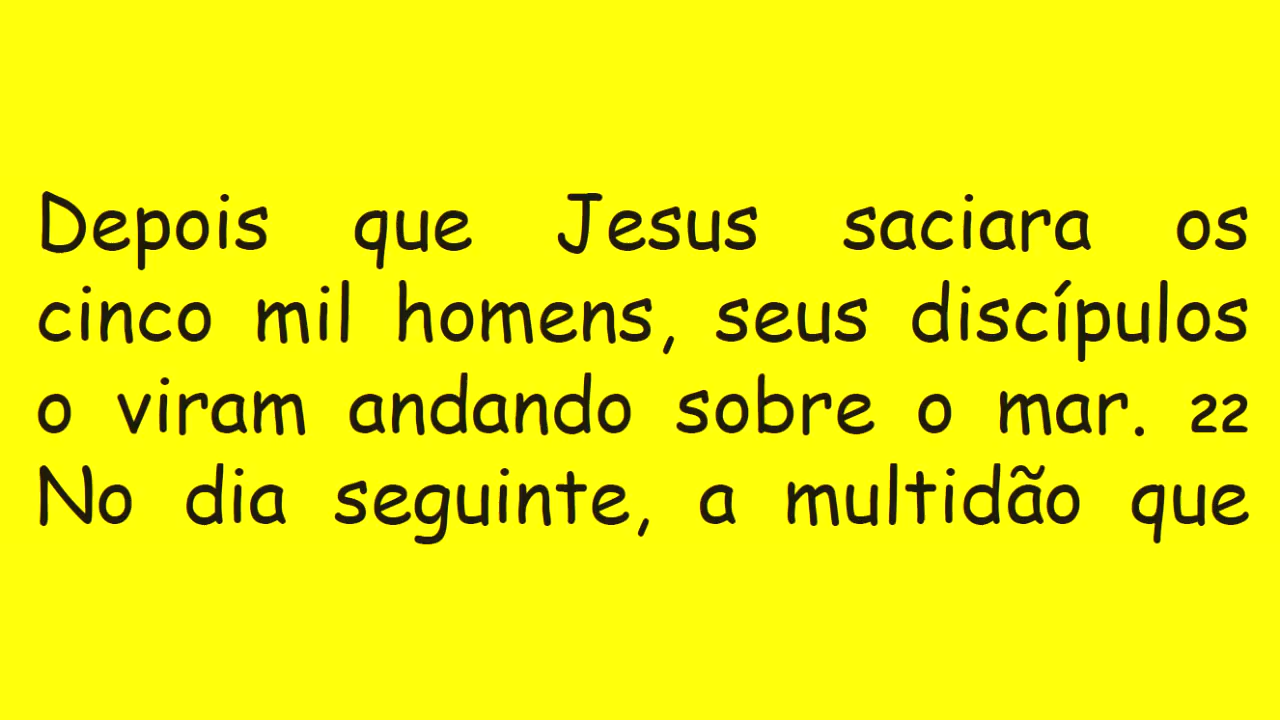 Depois que Jesus saciara os
cinco mil homens, seus discípulos
o viram andando sobre o mar. 22
No dia seguinte, a multidão que